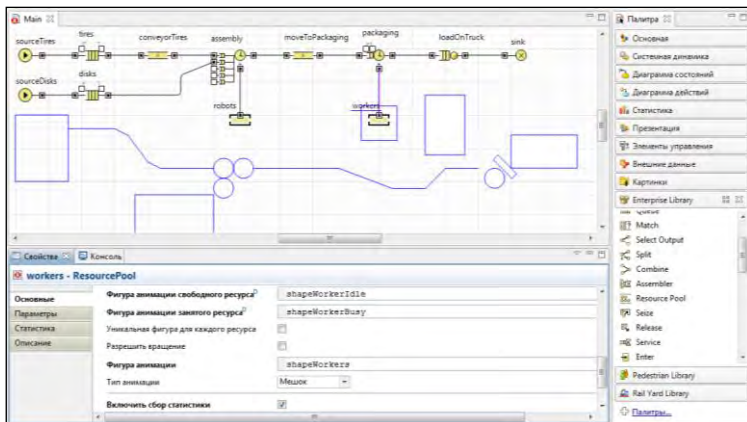 Main
sourceTires
tires
conveyorTires
assembly
moveToPackaging
packaging
loadOnTruck
sink
sourceDisks
disks
robots
workers
Свойства
Консоль
workers - ResourcePool
Основные
Параметры
Статистика
Описание
Фигура анимации свободного ресурса
shapeWorkerIdle
Фигура анимации занятого ресурса
shapeWorkerBusy
Уникальная фигура для каждого ресурса
Разрешить вращение
Фигура анимации
shapeWorkers
Тип анимации
Мешок
Включить сбор статистики
Палитра
Основная
Системная динамика
Диаграмма состояний
Диаграмма действий
Статистика
Презентация
Элементы управления
Внешние данные
Картинки
Enterprise Library
Queue
Match
Select Output
Split
Combine
Assembler
Resource Pool
Seize
Release
Service
Enter
Pedestrian Library
Rail Yard Library
Палитры...